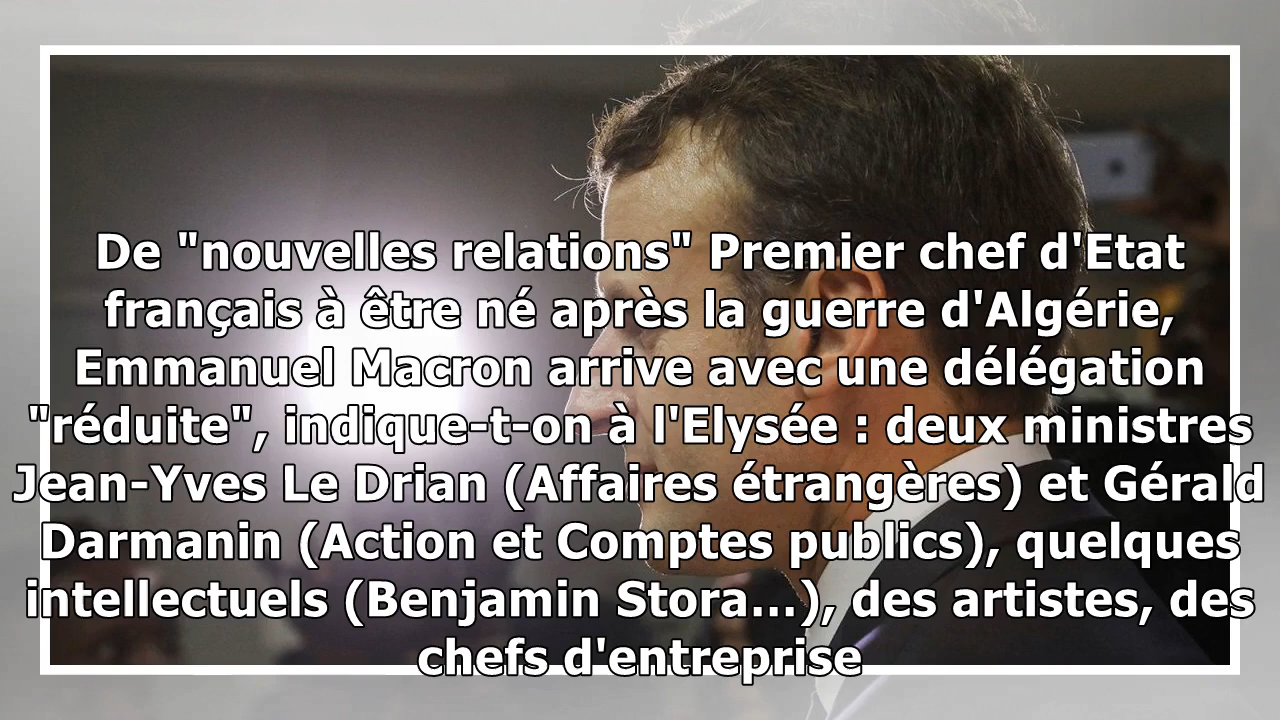 De "nouvelles relations" Premier chef d'Etat
français à être né après la guerre d'Algérie,
Emmanuel Macron arrive avec une délégation
"réduite", indique-t-on à l'Elysée : deux ministres
Jean-Yves Le Drian (Affaires étrangères) et Gérald
Darmanin (Action et Comptes publics), quelques
intellectuels (Benjamin Stora...), des artistes, des
chefs d'entreprise